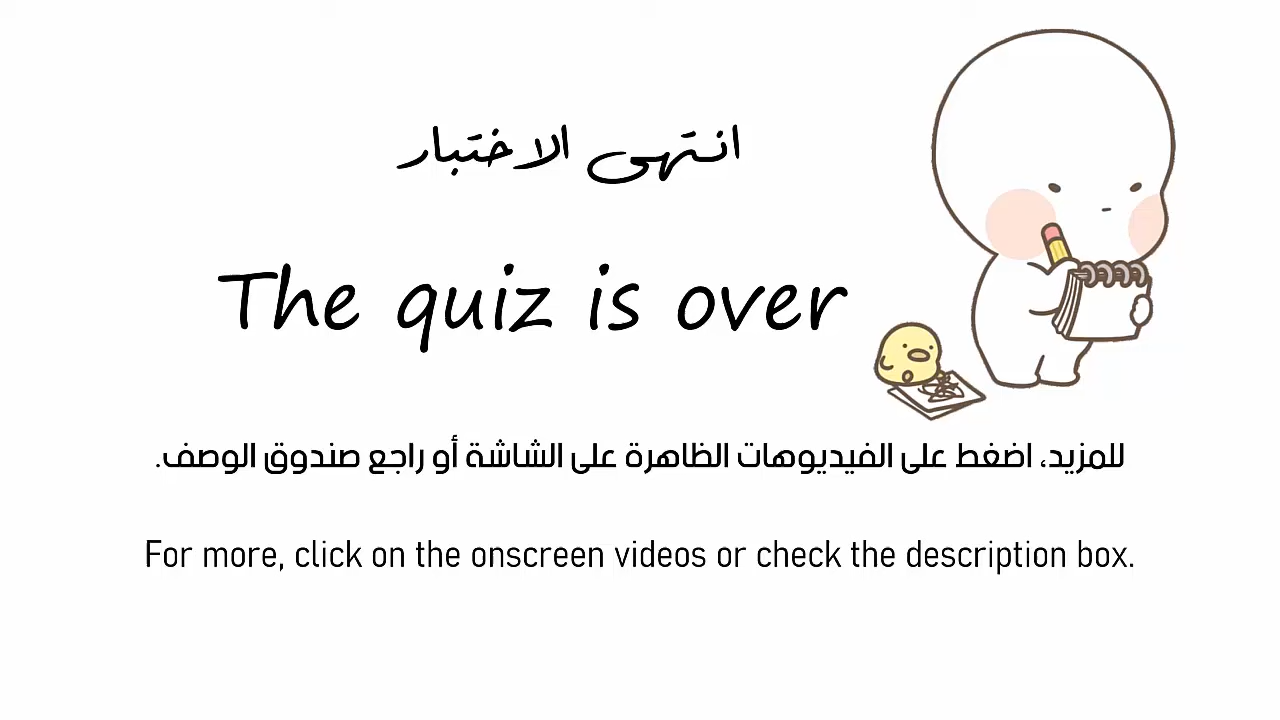 انتهى الاختبار
The quiz is over
للمزيد، اضغط على الفيديوهات الظاهرة على الشاشة أو راجع صندوق الوصف.
For more, click on the onscreen videos or check the description box.